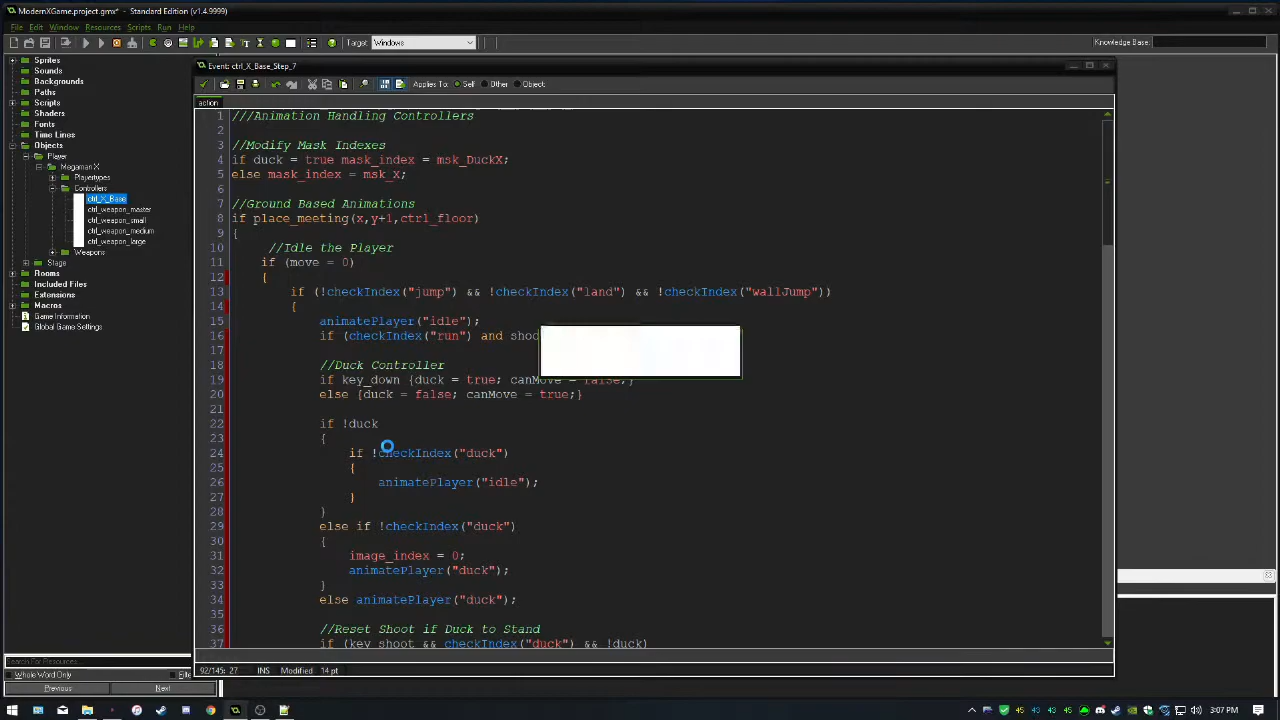 ModernXGame.project.gmx* - Standard Edition (v1.4.9999)
File Edit Window Resources Scripts Run Help
Target Windows
Knowledge Base:
Sprites
Sounds
Backgrounds
Paths
Scripts
Shaders
Fonts
Time Lines
Objects
Player
Megaman X
Playertypes
Controllers
ctrl_X_Base
ctrl_weapon_master
ctrl_weapon_small
ctrl_weapon_medium
ctrl_weapon_large
Weapons
Stage
Rooms
Included Files
Extensions
Macros
Game Information
Global Game Settings
Search For Resources...
Whole Word Only
Previous Next
Event: ctrl_X_Base_Step_7
Applies To: Self Other Object:
action
1 ///Animation Handling Controllers
2
3 //Modify Mask Indexes
4 if duck = true mask_index = msk_DuckX;
5 else mask_index = msk_X;
6
7 //Ground Based Animations
8 if place_meeting(x,y+1,ctrl_floor)
9 {
10 //Idle the Player
11 if (move = 0)
12 {
13 if (!checkIndex("jump") && !checkIndex("land") && !checkIndex("wallJump"))
14 {
15 animatePlayer("idle");
16 if (checkIndex("run") and
17
18 //Duck Controller
19 if key_down {duck = true; canMove = false;}
20 else {duck = false; canMove = true;}
21
22 if !duck
23 {
24 if !checkIndex("duck")
25 {
26 animatePlayer("idle");
27 }
28 }
29 else if !checkIndex("duck")
30 {
31 image_index = 0;
32 animatePlayer("duck");
33 }
34 else animatePlayer("duck");
35
36 //Reset Shoot if Duck to Stand
37 if (key_shoot && checkIndex("duck") && !duck)
92/145: 27 INS Modified 14 pt
45 43 43 45
3:07 PM